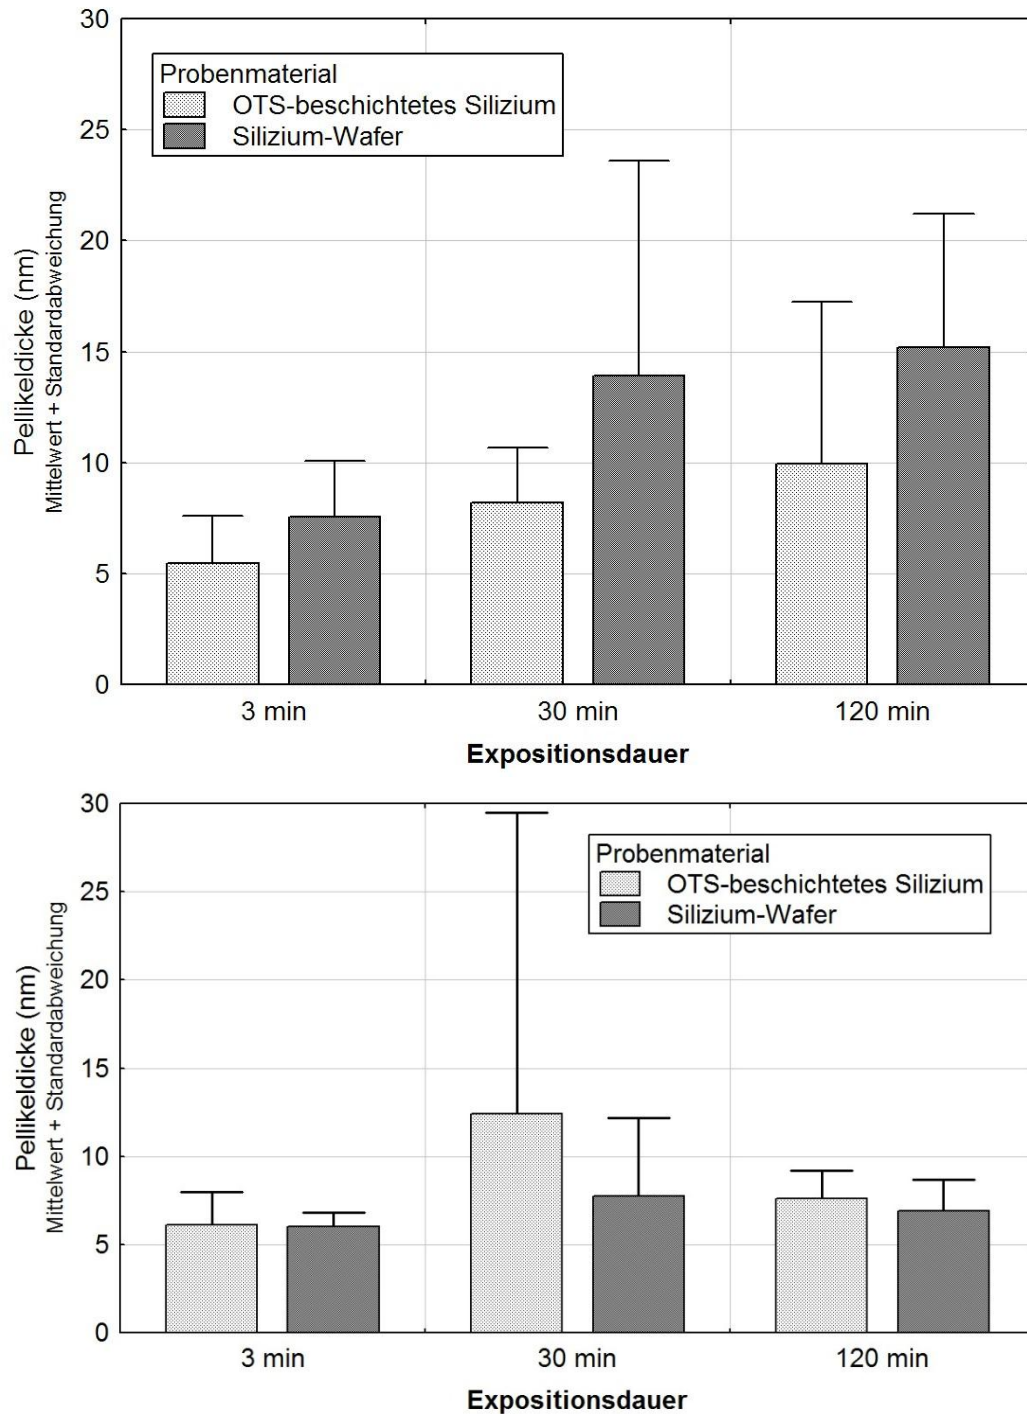 30
25
20
15
10
5
0
Pellikeldicke (nm)
Mittelwert + Standardabweichung
Probenmaterial
OTS-beschichtetes Silizium
Silizium-Wafer
3 min 30 min 120 min
Expositionsdauer
30
25
20
15
10
5
0
Pellikeldicke (nm)
Mittelwert + Standardabweichung
Probenmaterial
OTS-beschichtetes Silizium
Silizium-Wafer
3 min 30 min 120 min
Expositionsdauer